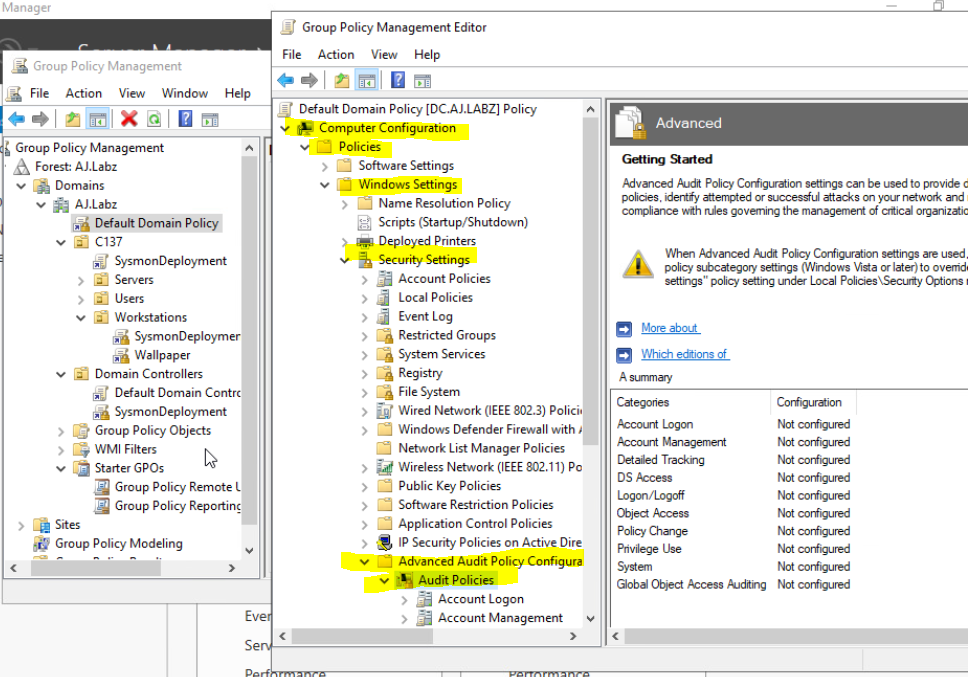 Manager
Server Manager
Group Policy Management
File Action View Window Help
Group Policy Management
Forest: AJ.Labz
Domains
AJ.Labz
Default Domain Policy
C137
SysmonDeployment
Servers
Users
Workstations
SysmonDeploymen
Wallpaper
Domain Controllers
Default Domain Contro
SysmonDeployment
Group Policy Objects
WMI Filters
Starter GPOs
Group Policy Remote U
Group Policy Reporting
Sites
Group Policy Modeling
Group Policy Management Editor
File Action View Help
Default Domain Policy [DC.AJ.LABZ] Policy
Computer Configuration
Policies
Software Settings
Windows Settings
Name Resolution Policy
Scripts (Startup/Shutdown)
Deployed Printers
Security Settings
Account Policies
Local Policies
Event Log
Restricted Groups
System Services
Registry
File System
Wired Network (IEEE 802.3) Policie
Windows Defender Firewall with A
Network List Manager Policies
Wireless Network (IEEE 802.11) Po
Public Key Policies
Software Restriction Policies
Application Control Policies
IP Security Policies on Active Dire
Advanced Audit Policy Configura
Audit Policies
Account Logon
Account Management
Advanced
Getting Started
Advanced Audit Policy Configuration settings can be used to provide d
policies, identify attempted or successful attacks on your network and
compliance with rules governing the management of critical organizatio
When Advanced Audit Policy Configuration settings are used,
policy subcategory settings (Windows Vista or later) to overrid
settings" policy setting under Local Policies\Security Options
More about
Which editions of
A summary
Categories Configuration
Account Logon Not configured
Account Management Not configured
Detailed Tracking Not configured
DS Access Not configured
Logon/Logoff Not configured
Object Access Not configured
Policy Change Not configured
Privilege Use Not configured
System Not configured
Global Object Access Auditing Not configured
Ever
Serv
Performance Performance